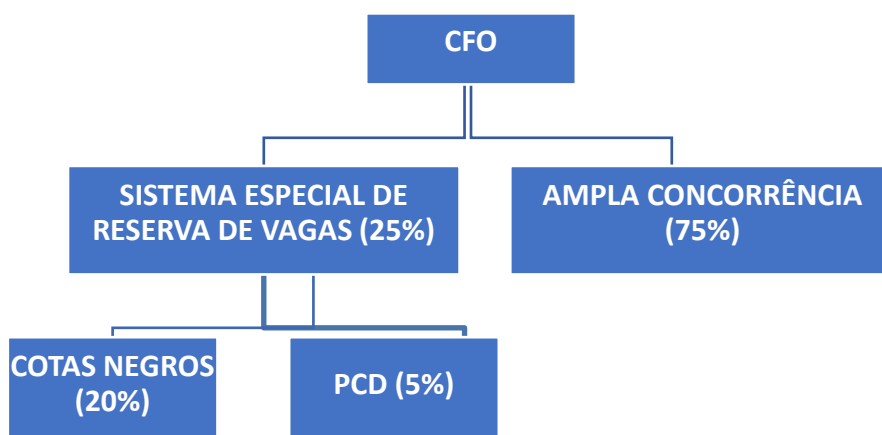 CFO
SISTEMA ESPECIAL DE
RESERVA DE VAGAS (25%)
AMPLA CONCORRÊNCIA
(75%)
COTAS NEGROS
(20%)
PCD (5%)